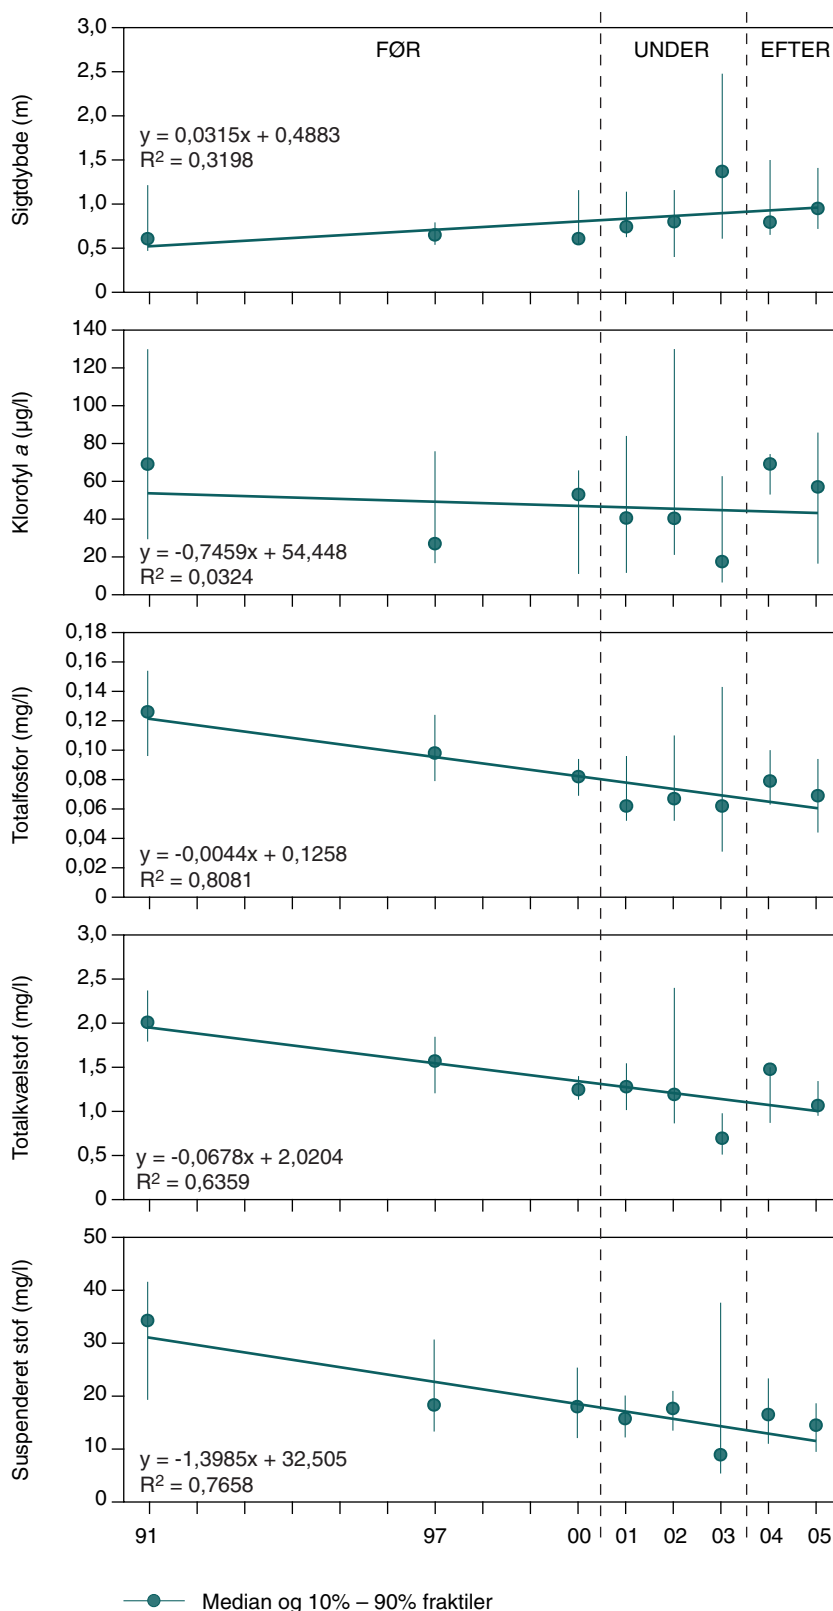 FØR UNDER EFTER
Sigtdybde (m)
3,0
2,5
2,0
1,5
1,0
0,5
0
y = 0,0315x + 0,4883
R² = 0,3198
Klorofyl a (µg/l)
140
120
100
80
60
40
20
0
y = -0,7459x + 54,448
R² = 0,0324
Totalfosfor (mg/l)
0,18
0,16
0,14
0,12
0,10
0,08
0,06
0,04
0,02
0
y = -0,0044x + 0,1258
R² = 0,8081
Totalkvælstof (mg/l)
3,0
2,5
2,0
1,5
1,0
0,5
0
y = -0,0678x + 2,0204
R² = 0,6359
Suspenderet stof (mg/l)
50
40
30
20
10
0
y = -1,3985x + 32,505
R² = 0,7658
91 97 00 01 02 03 04 05
Median og 10% – 90% fraktiler